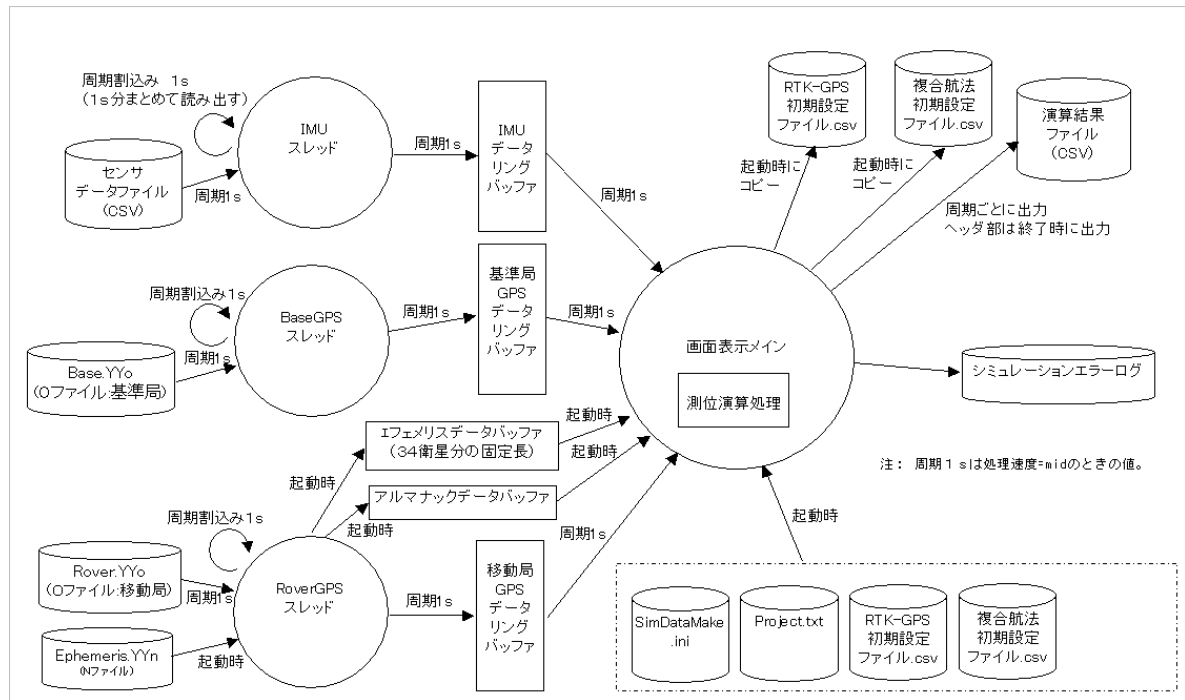 周期割込み 1s
(1s分まとめて読み出す)
IMU
スレッド
センサ
データファイル
(CSV)
周期1s
周期1s
IMU
データ
リング
バッファ
周期1s
RTK-GPS
初期設定
ファイル.csv
複合航法
初期設定
ファイル.csv
演算結果
ファイル
(CSV)
起動時に
コピー
起動時に
コピー
周期ごとに出力
ヘッダ部は終了時に出力
周期割込み1s
BaseGPS
スレッド
Base.YYo
(Oファイル:基準局)
周期1s
周期1s
基準局
GPS
データ
リング
バッファ
周期1s
画面表示メイン
測位演算処理
シミュレーションエラーログ
エフェメリスデータバッファ
(34衛星分の固定長)
起動時
起動時
アルマナックデータバッファ
起動時
起動時
注: 周期1sは処理速度=midのときの値。
周期割込み1s
Rover.YYo
(Oファイル:移動局)
周期1s
RoverGPS
スレッド
Ephemeris.YYn
(Nファイル)
起動時
周期1s
移動局
GPS
データ
リング
バッファ
周期1s
起動時
SimDataMake
.ini
Project.txt
RTK-GPS
初期設定
ファイル.csv
複合航法
初期設定
ファイル.csv